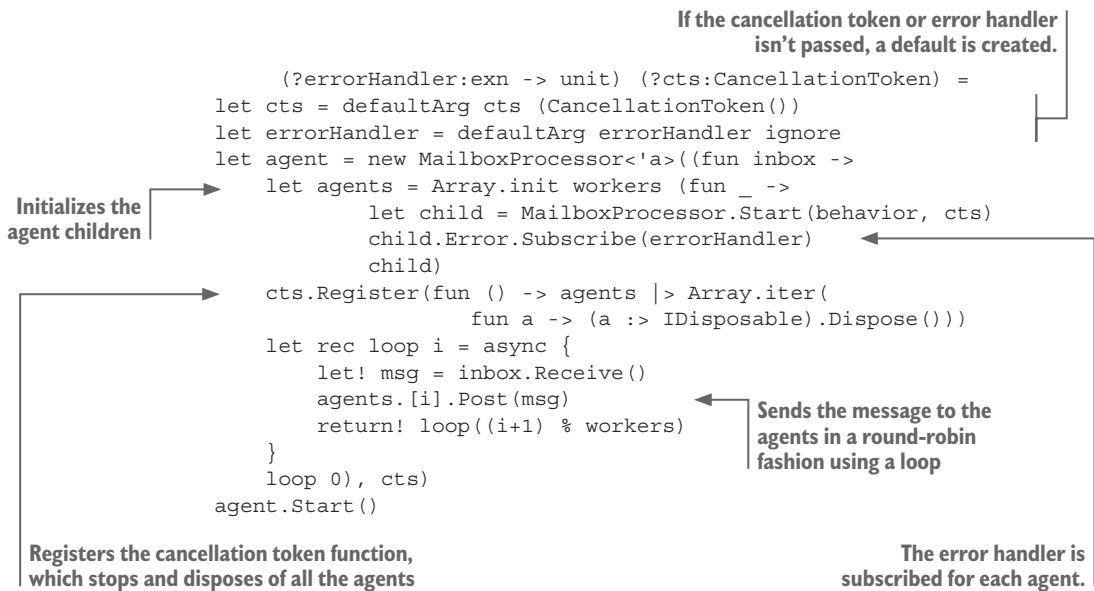 If the cancellation token or error handler
isn't passed, a default is created.
(?errorHandler:exn -> unit) (?cts:CancellationToken) =
let cts = defaultArg cts (CancellationToken())
let errorHandler = defaultArg errorHandler ignore
let agent = new MailboxProcessor<'a>((fun inbox ->
let agents = Array.init workers (fun _ ->
let child = MailboxProcessor.Start(behavior, cts)
child.Error.Subscribe(errorHandler)
child)
Initializes the
agent children
cts.Register(fun () -> agents |> Array.iter(
fun a -> (a :> IDisposable).Dispose()))
let rec loop i = async {
let! msg = inbox.Receive()
agents.[i].Post(msg)
return! loop((i+1) % workers)
}
loop 0), cts)
agent.Start()
Sends the message to the
agents in a round-robin
fashion using a loop
Registers the cancellation token function,
which stops and disposes of all the agents
The error handler is
subscribed for each agent.